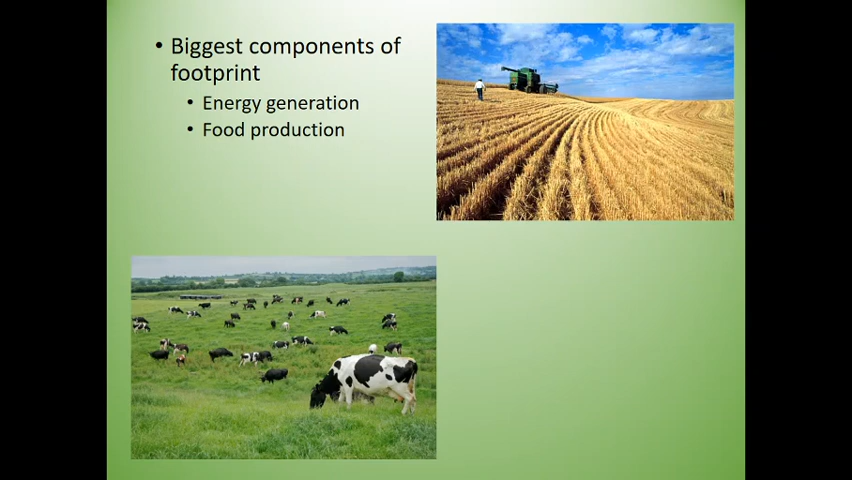 • Biggest components of
footprint
• Energy generation
• Food production